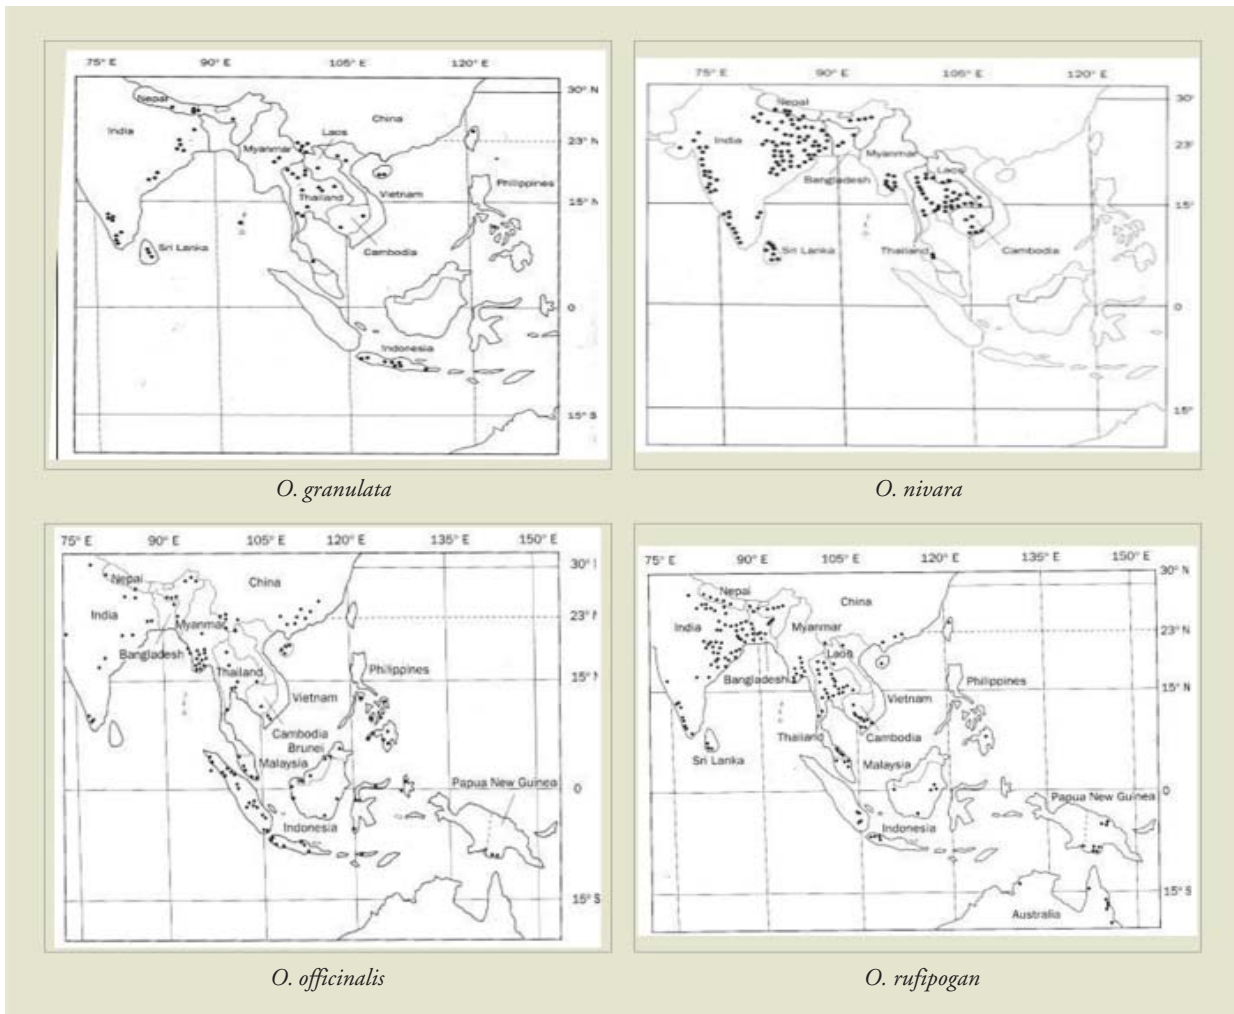 75° E 90° E 105° E 120° E
30° N
Nepal
China
India
Laos
23° N
Myanmar
Philippines
Thailand
Vietnam
15° N
Sri Lanka
Cambodia
0
Indonesia
15° S
O. granulata
75° E 90° E 105° E 120° E
30°
Nepal
India
23°
Myanmar
Laos
Bangladesh
15°
Sri Lanka
Thailand
Cambodia
0
15°
O. nivara
75° E 90° E 105° E 120° E 135° E 150° E
30°
Nepal
China
India
23°
Myanmar
Bangladesh
Philippines
Thailand
15°
Vietnam
Cambodia
Brunei
Malaysia
Papua New Guinea
0
Indonesia
15° S
O. officinalis
75° E 90° E 105° E 120° E 135° E 150° E
30° N
Nepal
China
India
Myanmar
23° N
Laos
Bangladesh
Philippines
15° N
Vietnam
Thailand
Cambodia
Sri Lanka
Malaysia
0
Papua New Guinea
Indonesia
15° S
Australia
O. rufipogan